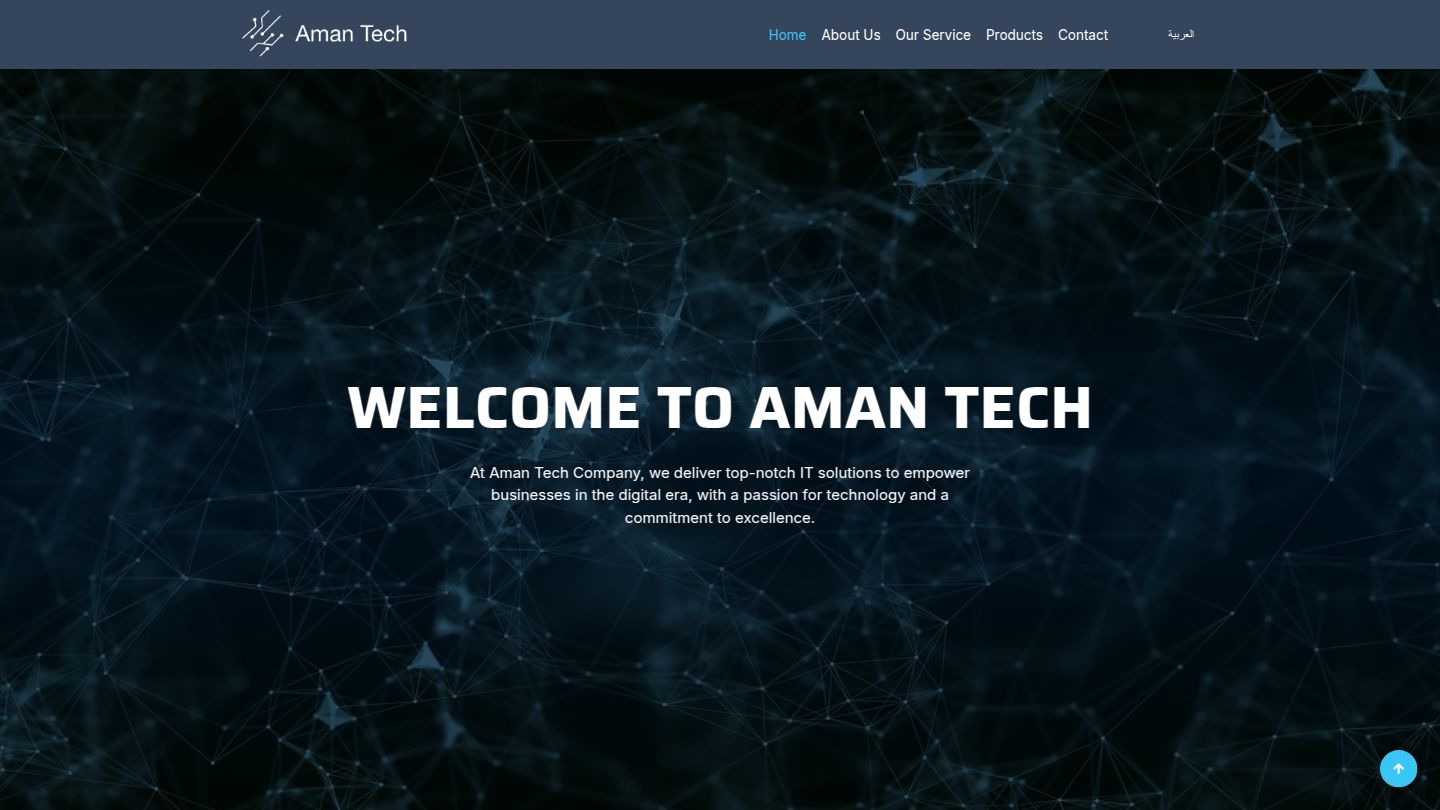 Aman Tech
Home About Us Our Service Products Contact العربية
WELCOME TO AMAN TECH
At Aman Tech Company, we deliver top-notch IT solutions to empower
businesses in the digital era, with a passion for technology and a
commitment to excellence.